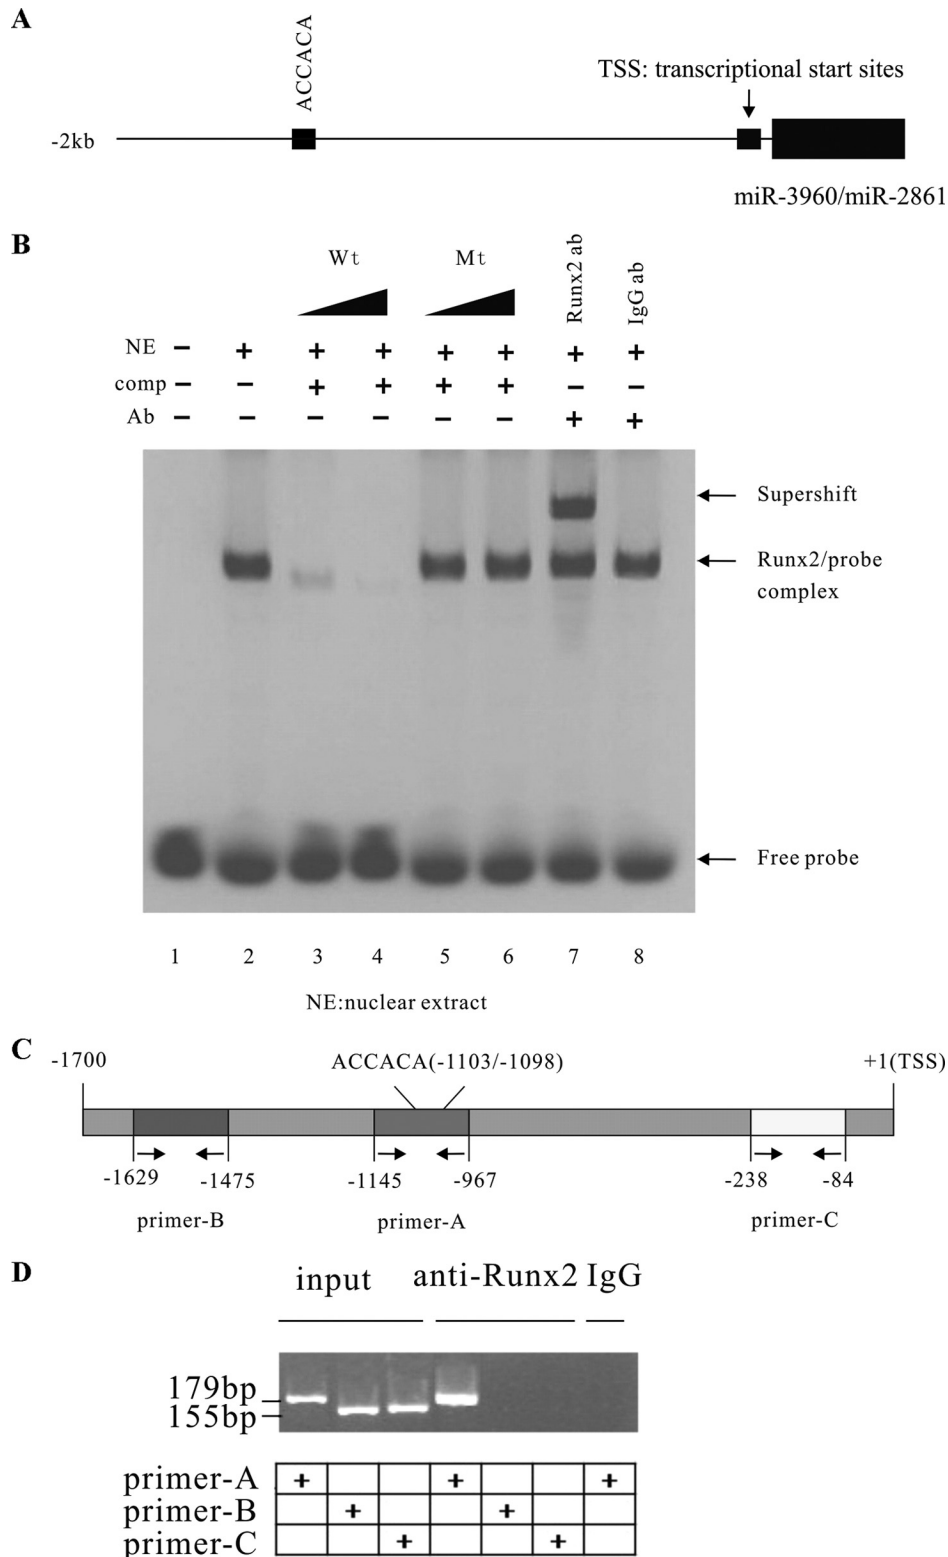 A
ACCACA
TSS: transcriptional start sites
-2kb
miR-3960/miR-2861
B
Wt Mt Runx2 ab IgG ab
NE − + + + + + + +
comp − − + + + + − −
Ab − − − − − − + +
Supershift
Runx2/probe
complex
Free probe
1 2 3 4 5 6 7 8
NE:nuclear extract
C
-1700 ACCACA(-1103/-1098) +1(TSS)
-1629 -1475 -1145 -967 -238 -84
primer-B primer-A primer-C
D
input anti-Runx2 IgG
179bp
155bp
primer-A + + +
primer-B + +
primer-C + +